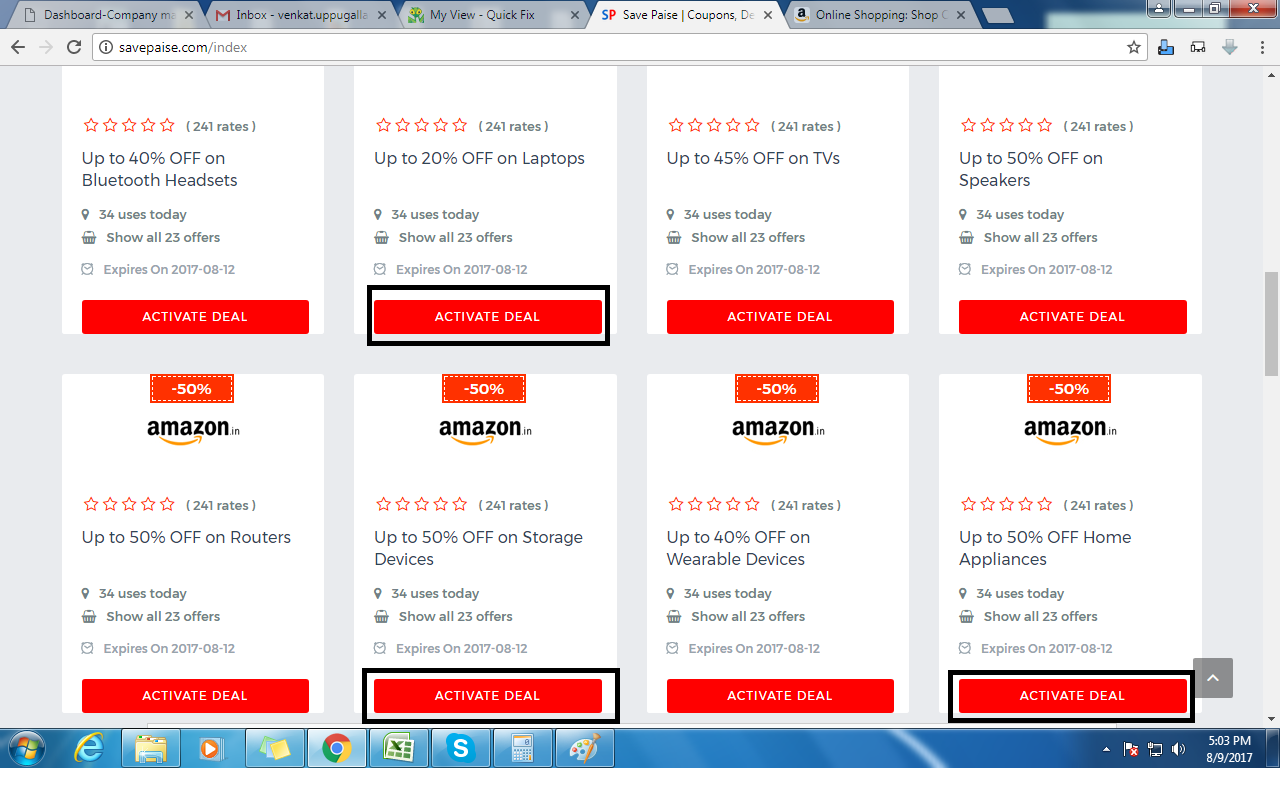 Dashboard-Company ma
Inbox - venkat.uppugalla
My View - Quick Fix
SP Save Paise | Coupons, De
a Online Shopping: Shop
savepaise.com/index
( 241 rates ) ( 241 rates ) ( 241 rates ) ( 241 rates )
Up to 40% OFF on Up to 20% OFF on Laptops Up to 45% OFF on TVs Up to 50% OFF on
Bluetooth Headsets Speakers
34 uses today 34 uses today 34 uses today 34 uses today
Show all 23 offers Show all 23 offers Show all 23 offers Show all 23 offers
Expires On 2017-08-12 Expires On 2017-08-12 Expires On 2017-08-12 Expires On 2017-08-12
ACTIVATE DEAL ACTIVATE DEAL ACTIVATE DEAL ACTIVATE DEAL
-50% -50% -50% -50%
amazon.in amazon.in amazon.in amazon.in
( 241 rates ) ( 241 rates ) ( 241 rates ) ( 241 rates )
Up to 50% OFF on Routers Up to 50% OFF on Storage Up to 40% OFF on Up to 50% OFF Home
Devices Wearable Devices Appliances
34 uses today 34 uses today 34 uses today 34 uses today
Show all 23 offers Show all 23 offers Show all 23 offers Show all 23 offers
Expires On 2017-08-12 Expires On 2017-08-12 Expires On 2017-08-12 Expires On 2017-08-12
ACTIVATE DEAL ACTIVATE DEAL ACTIVATE DEAL ACTIVATE DEAL
5:03 PM
8/9/2017